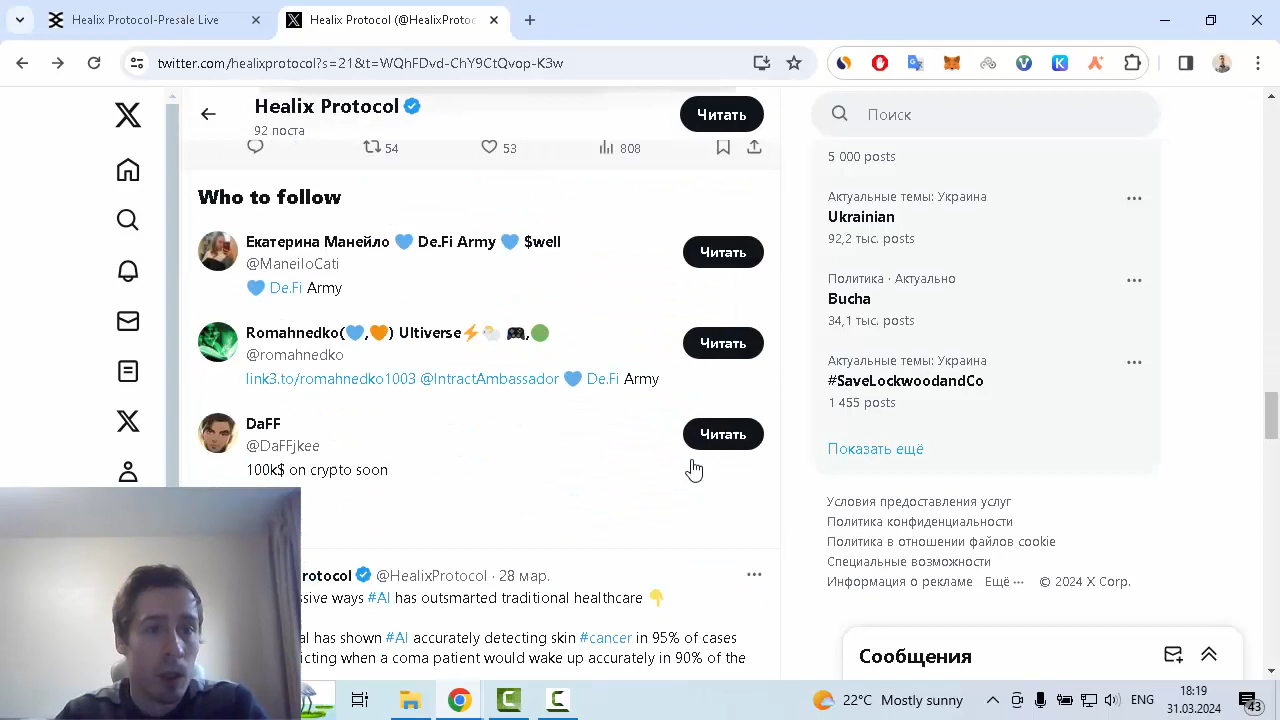 Healix Protocol-Presale Live
Healix Protocol (@HealixProtoc
twitter.com/healixprotocol?s=21&t=WQhFDvd-ChY9CtQvop-K3w
Healix Protocol
92 поста
Читать
54
53
808
Who to follow
Екатерина Манейло 💙 De.Fi Army 💙 $well
@ManeiloCati
💙 De.Fi Army
Читать
Romahnedko(💙,🧡) Ultiverse⚡🐑 🎮,🟢
@romahnedko
link3.to/romahnedko1003 @IntractAmbassador 💙 De.Fi Army
Читать
DaFF
@DaFFjkee
100k$ on crypto soon
Читать
rotocol @HealixProtocol · 28 мар.
ssive ways #AI has outsmarted traditional healthcare 👇
al has shown #AI accurately detecting skin #cancer in 95% of cases
dicting when a coma patient would wake up accurately in 90% of the
Поиск
5 000 posts
Актуальные темы: Украина
Ukrainian
92,2 тыс. posts
Политика · Актуально
Bucha
34,1 тыс. posts
Актуальные темы: Украина
#SaveLockwoodandCo
1 455 posts
Показать ещё
Условия предоставления услуг
Политика конфиденциальности
Политика в отношении файлов cookie
Специальные возможности
Информация о рекламе Ещё ··· © 2024 X Corp.
Сообщения
22°C Mostly sunny
ENG
18:19
31.03.2024
43